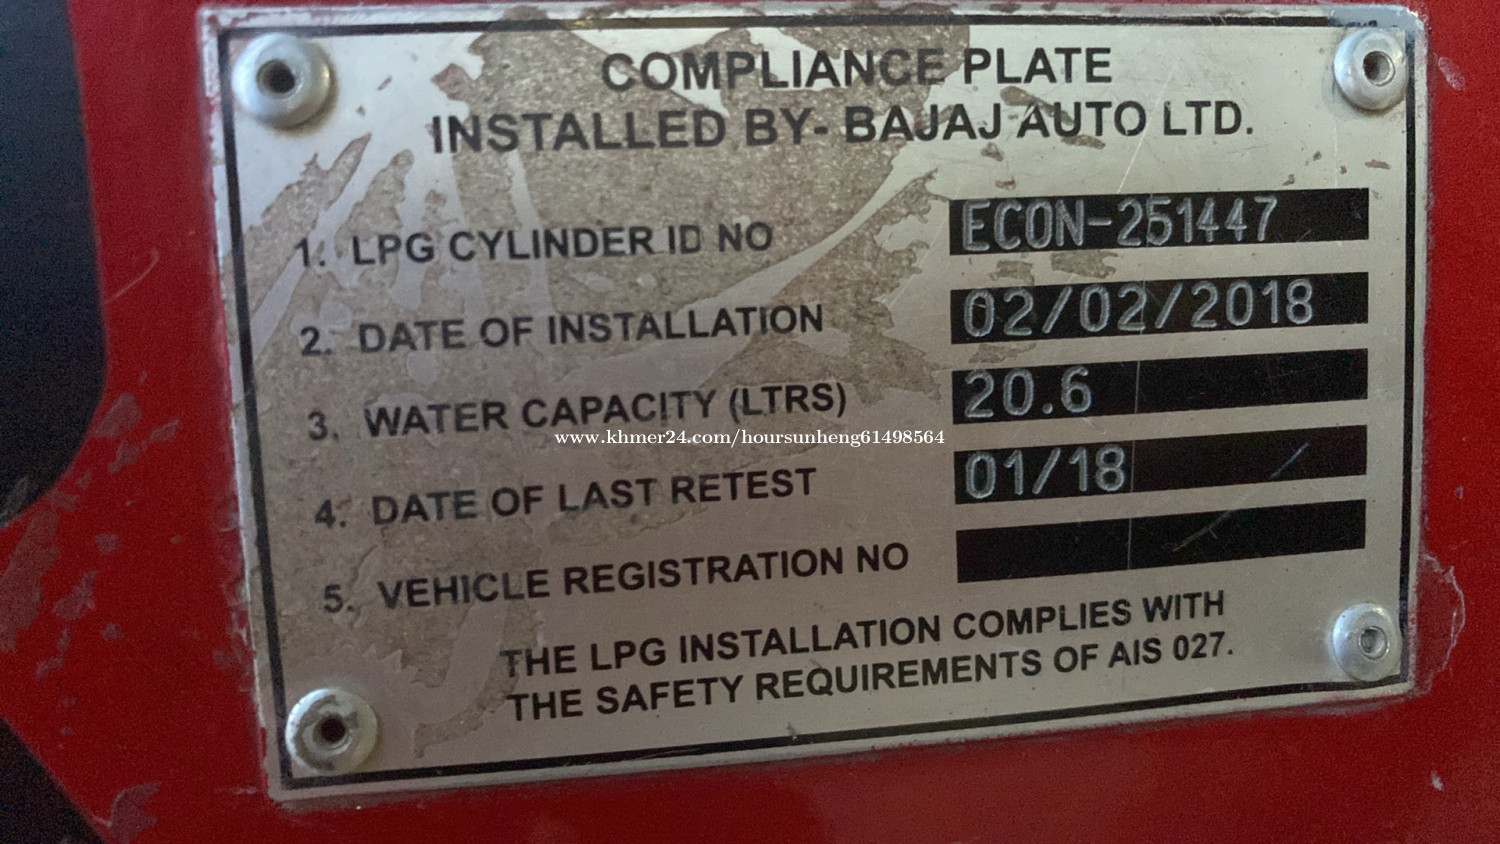 COMPLIANCE PLATE
INSTALLED BY- BAJAJ AUTO LTD.
1. LPG CYLINDER ID NO ECON-251447
2. DATE OF INSTALLATION 02/02/2018
3. WATER CAPACITY (LTRS) 20.6
www.khmer24.com/hoursunheng61498564
4. DATE OF LAST RETEST 01/18
5. VEHICLE REGISTRATION NO
THE LPG INSTALLATION COMPLIES WITH
THE SAFETY REQUIREMENTS OF AIS 027.